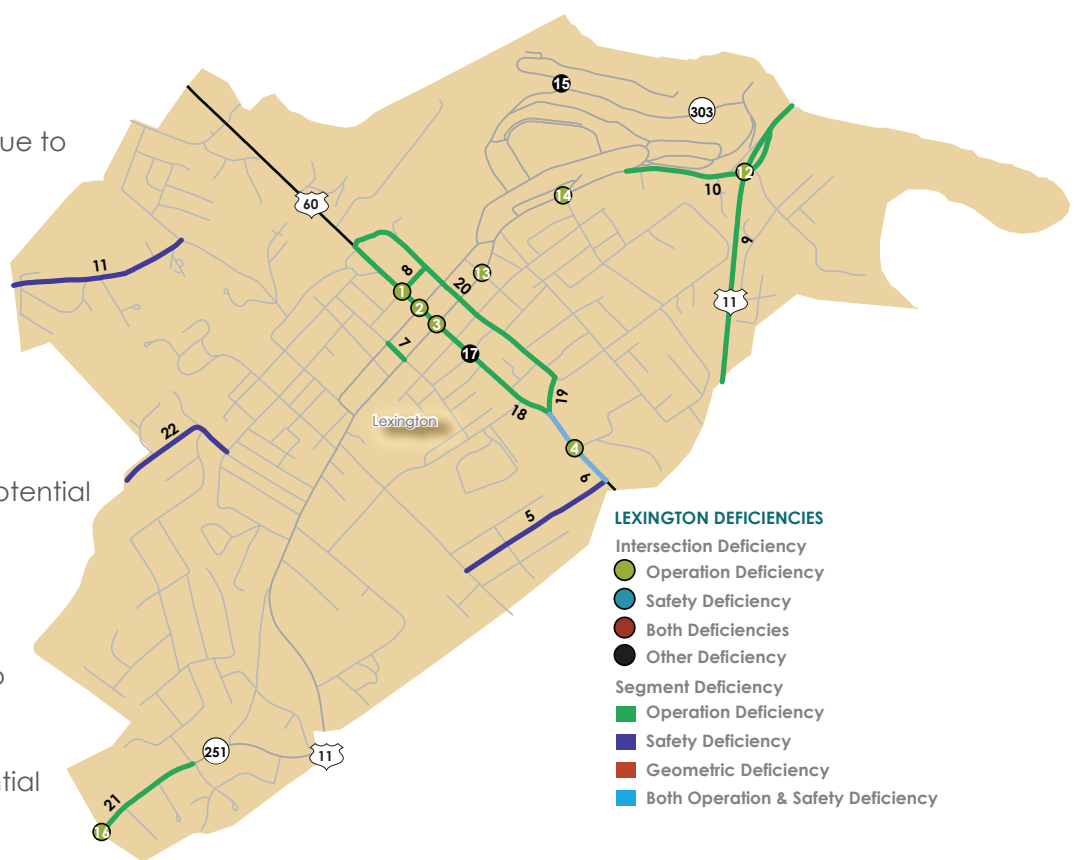 ue to
otential
o
tial
15
303
12
10
14
60
9
11
11
8
13
20
1
2
3
7
17
19
18
Lexington
22
4
6
5
LEXINGTON DEFICIENCIES
Intersection Deficiency
Operation Deficiency
Safety Deficiency
Both Deficiencies
Other Deficiency
Segment Deficiency
Operation Deficiency
Safety Deficiency
Geometric Deficiency
Both Operation & Safety Deficiency
251
11
21
16